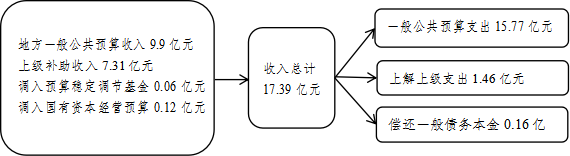 地方一般公共预算收入 9.9 亿元
上级补助收入 7.31 亿元
调入预算稳定调节基金 0.06 亿元
调入国有资本经营预算 0.12 亿元
收入总计
17.39 亿元
一般公共预算支出 15.77 亿元
上解上级支出 1.46 亿元
偿还一般债务本金 0.16 亿